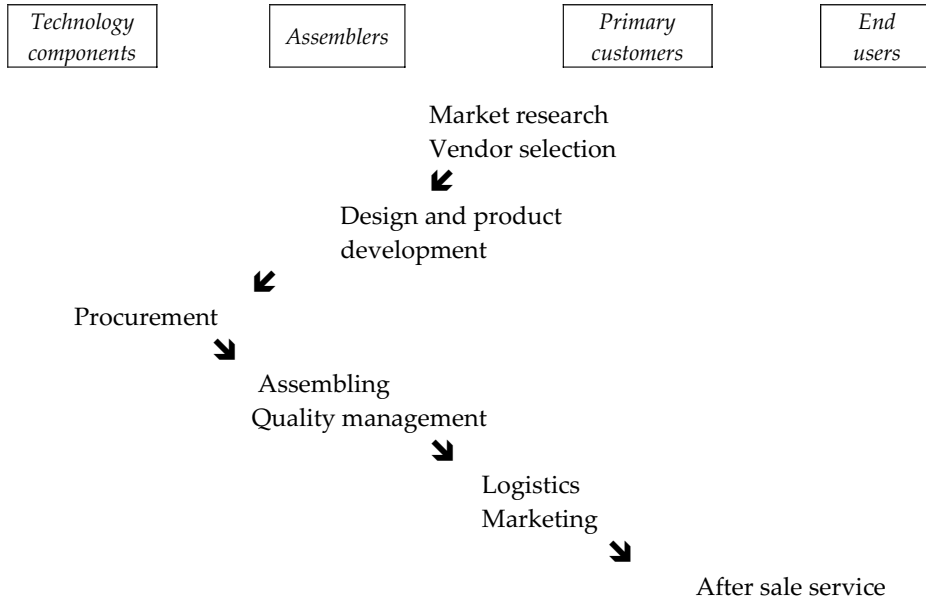 Technology
components
Assemblers
Primary
customers
End
users
Market research
Vendor selection
Design and product
development
Procurement
Assembling
Quality management
Logistics
Marketing
After sale service